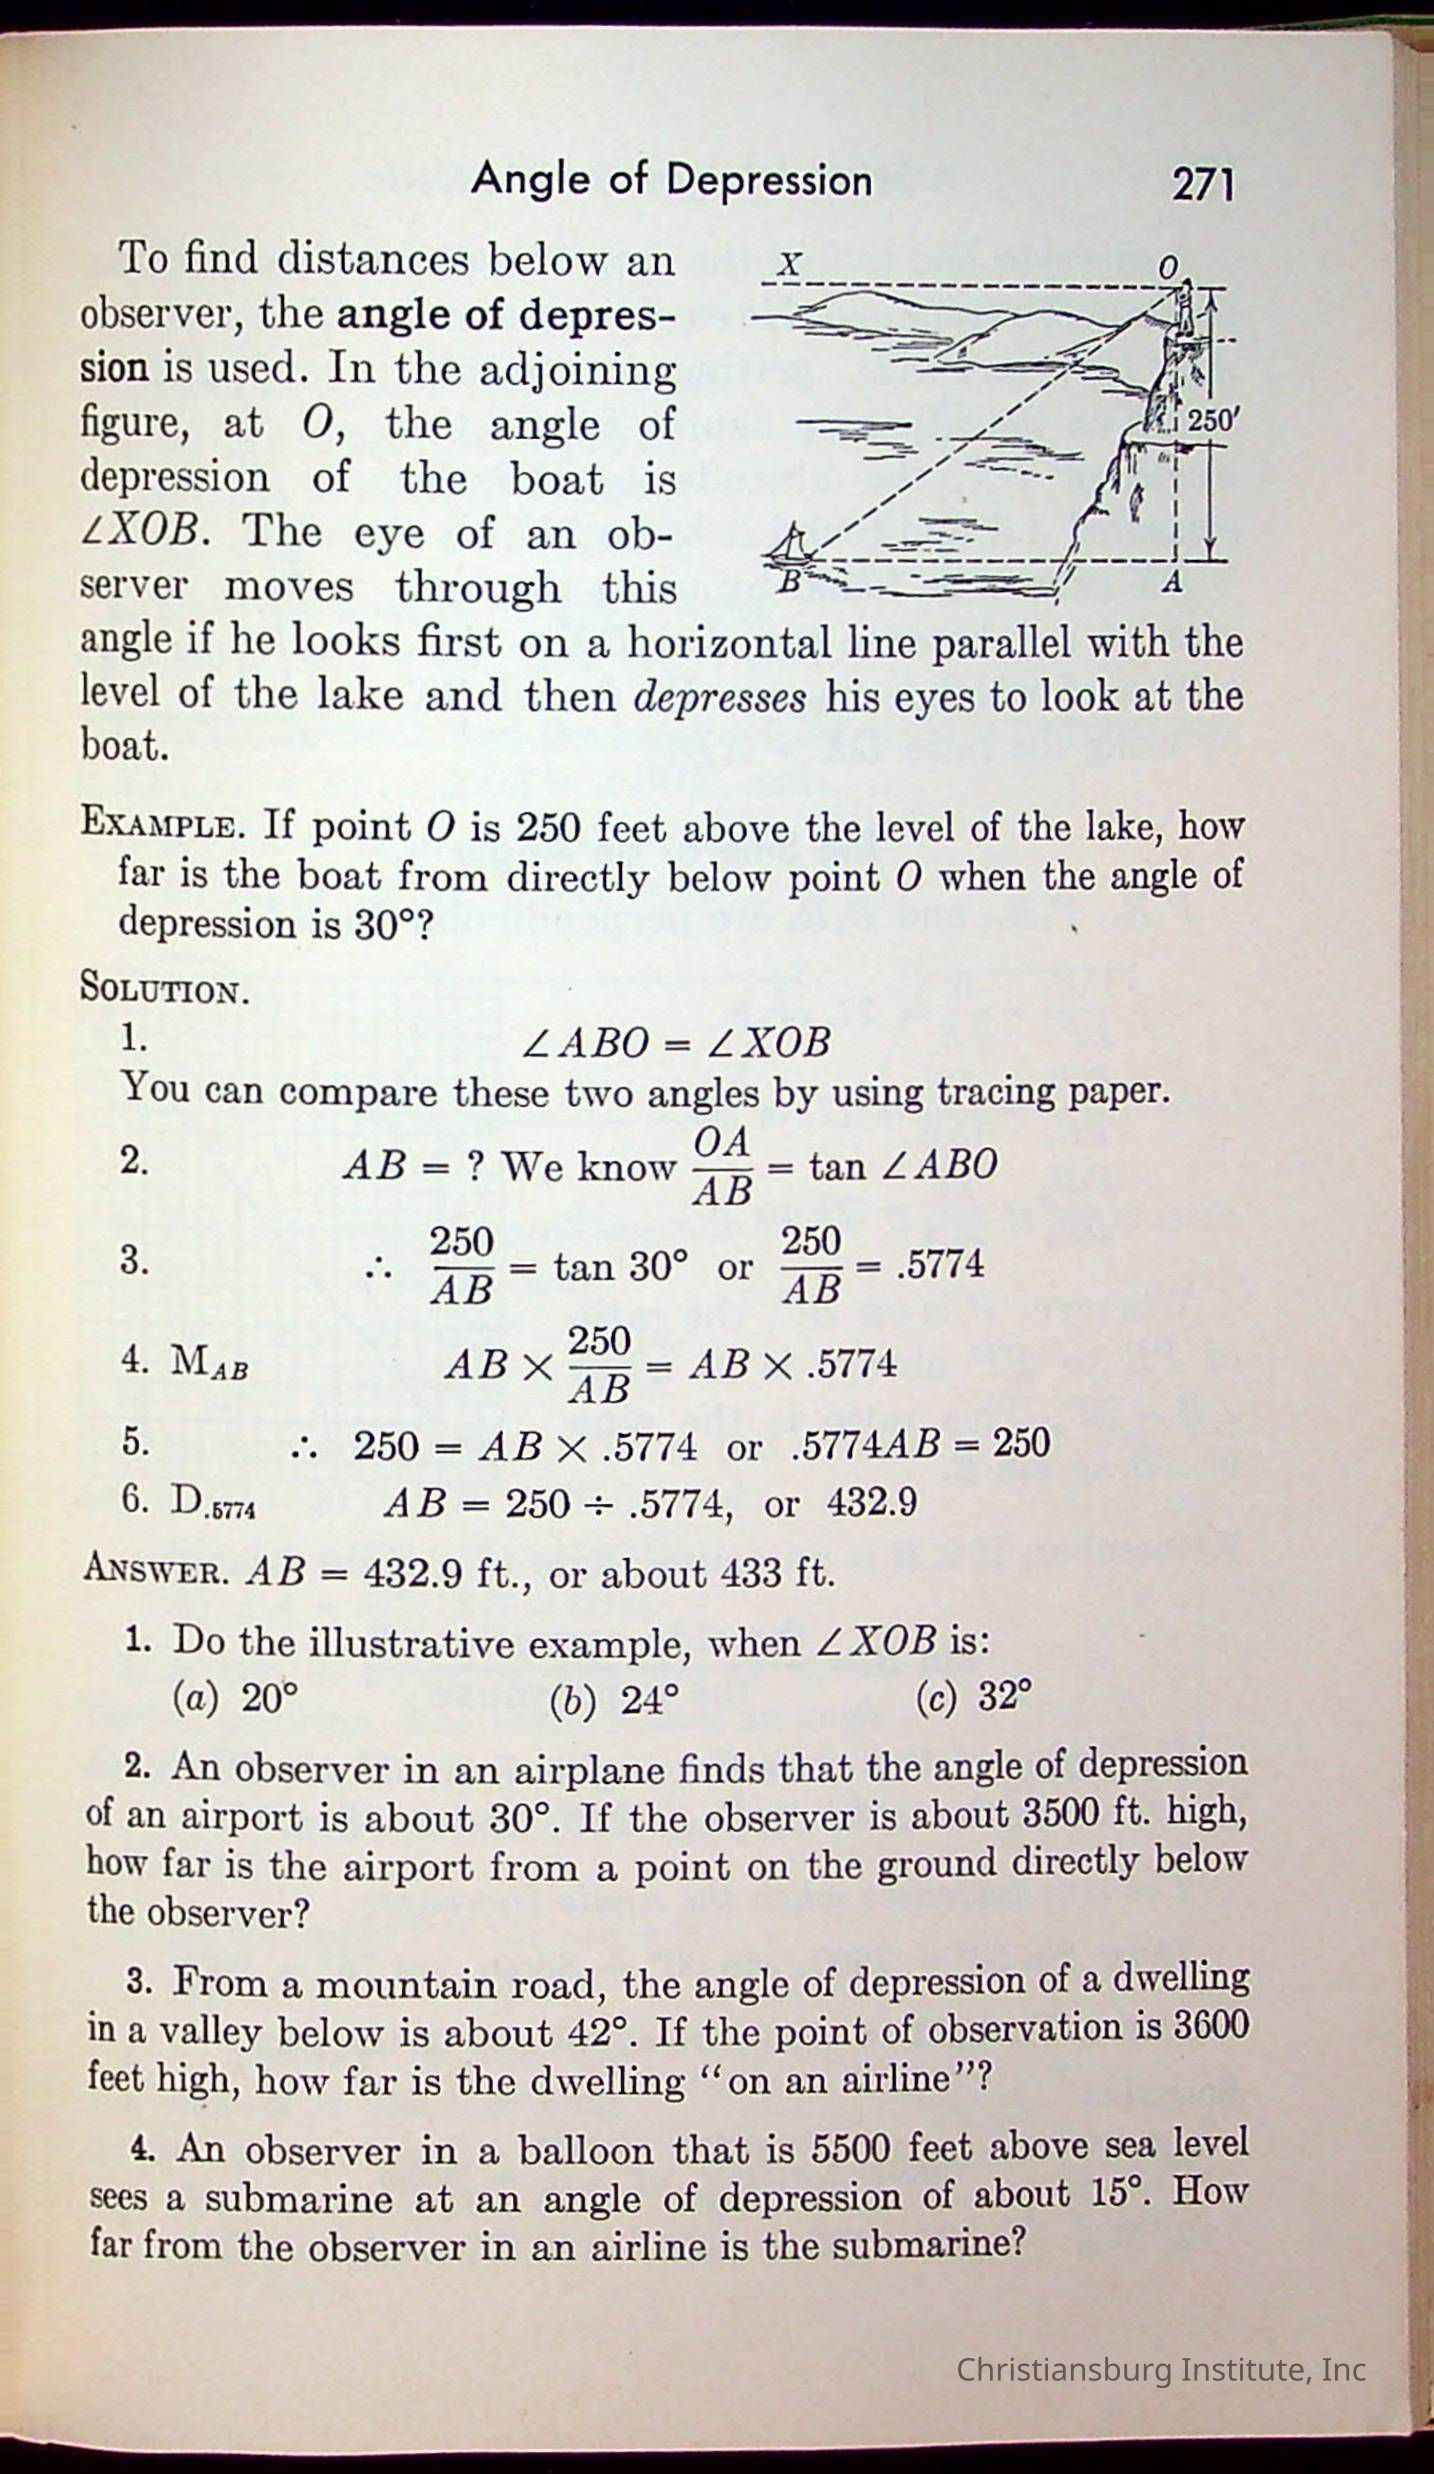 Angle of Depression 271
To find distances below an
observer, the angle of depres-
sion is used. In the adjoining
figure, at O, the angle of
depression of the boat is
∠XOB. The eye of an ob-
server moves through this
X
O
250′
B
A
angle if he looks first on a horizontal line parallel with the
level of the lake and then depresses his eyes to look at the
boat.
EXAMPLE. If point O is 250 feet above the level of the lake, how
far is the boat from directly below point O when the angle of
depression is 30°?
SOLUTION.
1. ∠ABO = ∠XOB
You can compare these two angles by using tracing paper.
2. AB = ? We know OA/AB = tan ∠ABO
3. ∴ 250/AB = tan 30° or 250/AB = .5774
4. M_AB AB × 250/AB = AB × .5774
5. ∴ 250 = AB × .5774 or .5774AB = 250
6. D_.5774 AB = 250 ÷ .5774, or 432.9
ANSWER. AB = 432.9 ft., or about 433 ft.
1. Do the illustrative example, when ∠XOB is:
(a) 20° (b) 24° (c) 32°
2. An observer in an airplane finds that the angle of depression
of an airport is about 30°. If the observer is about 3500 ft. high,
how far is the airport from a point on the ground directly below
the observer?
3. From a mountain road, the angle of depression of a dwelling
in a valley below is about 42°. If the point of observation is 3600
feet high, how far is the dwelling “on an airline”?
4. An observer in a balloon that is 5500 feet above sea level
sees a submarine at an angle of depression of about 15°. How
far from the observer in an airline is the submarine?
Christiansburg Institute, Inc